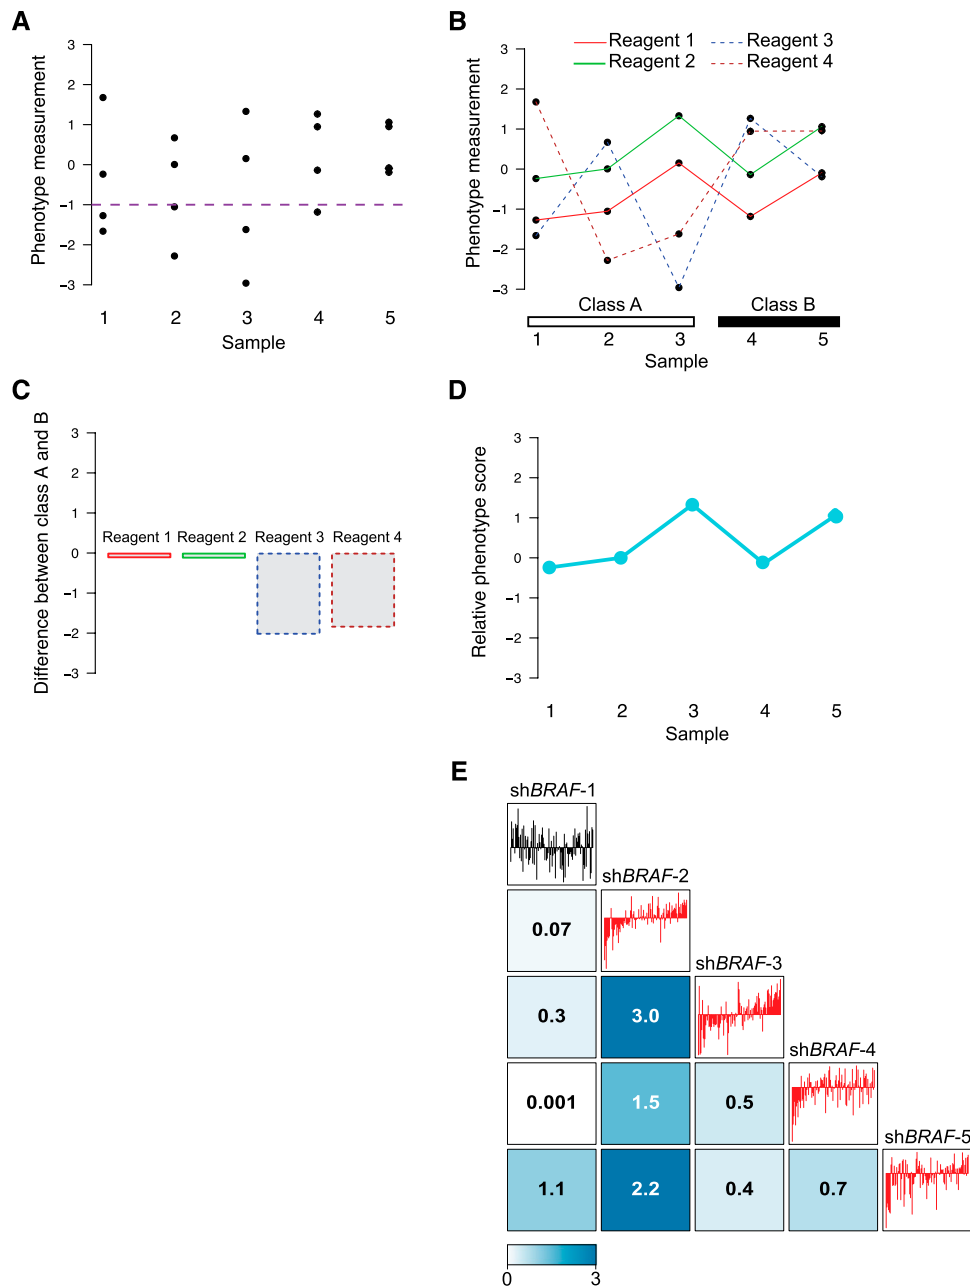 A
Phenotype measurement
3
2
1
0
−1
−2
−3
1 2 3 4 5
Sample
B
Reagent 1
Reagent 2
Reagent 3
Reagent 4
Phenotype measurement
3
2
1
0
−1
−2
−3
Class A
Class B
1 2 3 4 5
Sample
C
Difference between class A and B
3
2
1
0
−1
−2
−3
Reagent 1 Reagent 2 Reagent 3 Reagent 4
D
Relative phenotype score
3
2
1
0
−1
−2
−3
1 2 3 4 5
Sample
E
shBRAF-1
shBRAF-2
0.07
shBRAF-3
0.3 3.0
shBRAF-4
0.001 1.5 0.5
shBRAF-5
1.1 2.2 0.4 0.7
0 3